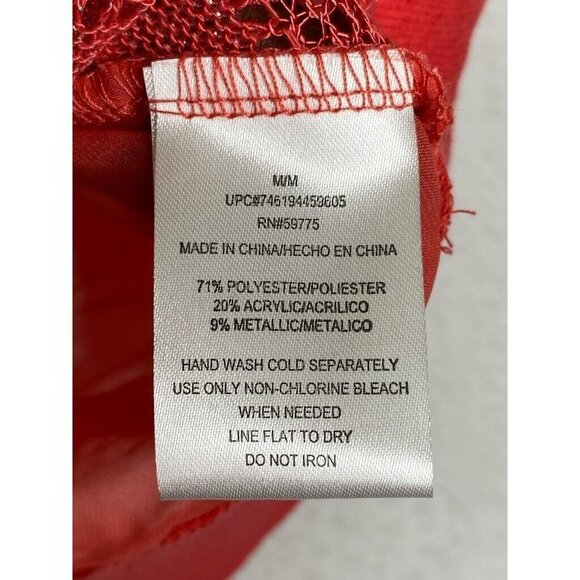 M/M
UPC#746194459605
RN#59775
MADE IN CHINA/HECHO EN CHINA
71% POLYESTER/POLIESTER
20% ACRYLIC/ACRILICO
9% METALLIC/METALICO
HAND WASH COLD SEPARATELY
USE ONLY NON-CHLORINE BLEACH
WHEN NEEDED
LINE FLAT TO DRY
DO NOT IRON